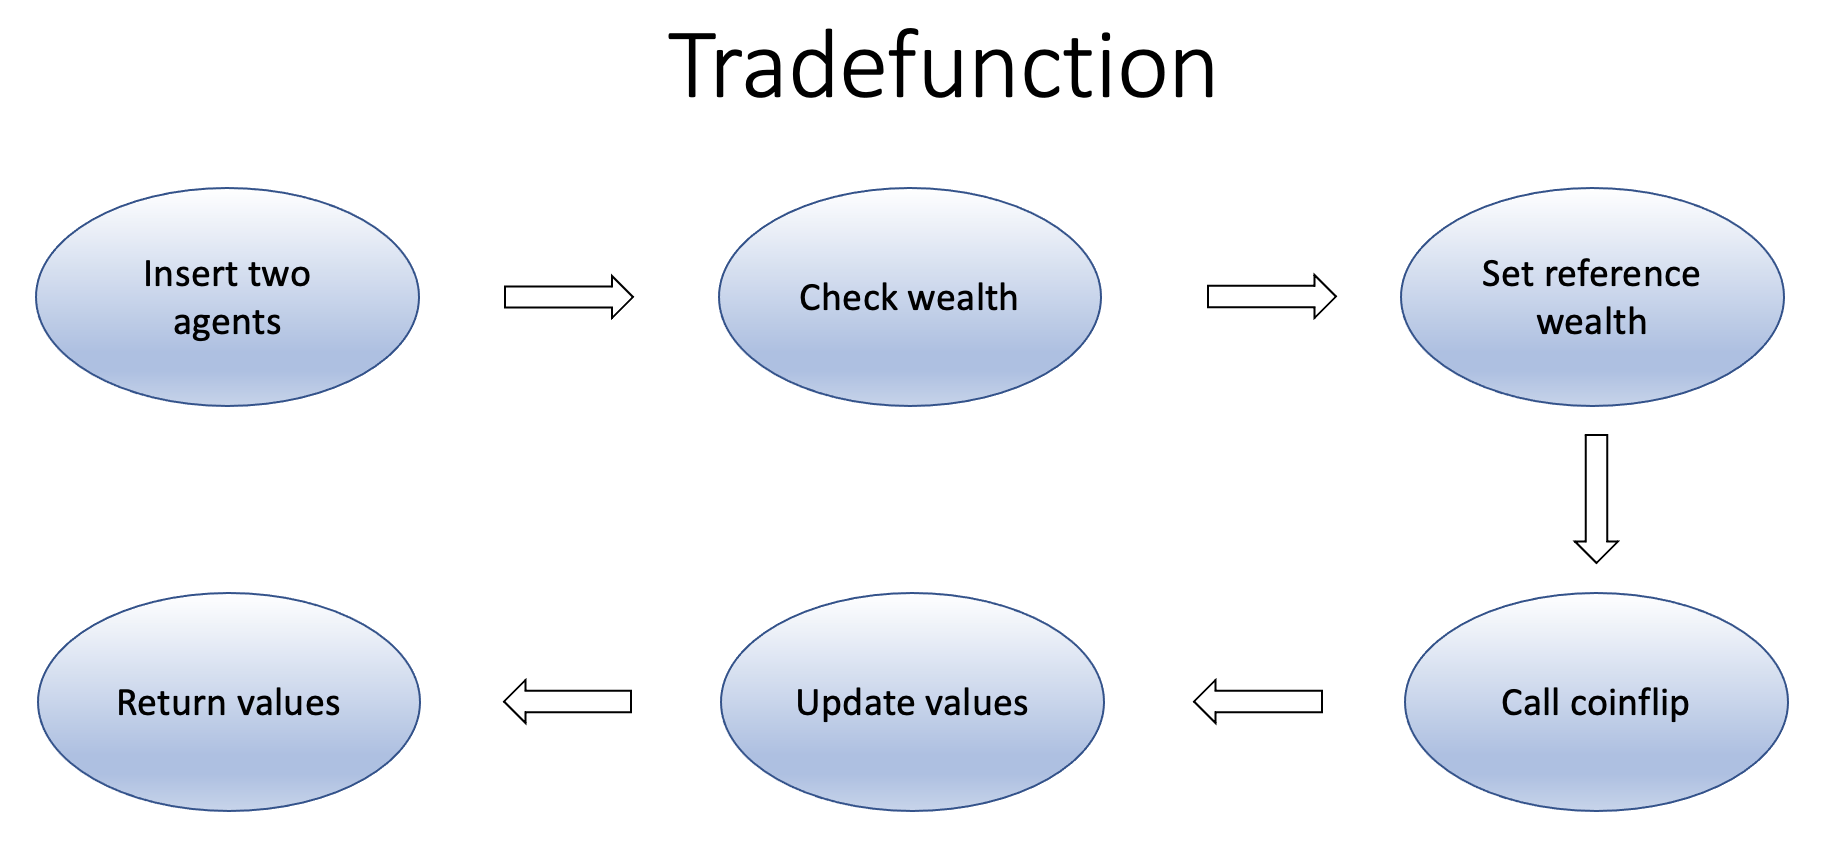 Tradefunction
Insert two
agents
Check wealth
Set reference
wealth
Call coinflip
Update values
Return values